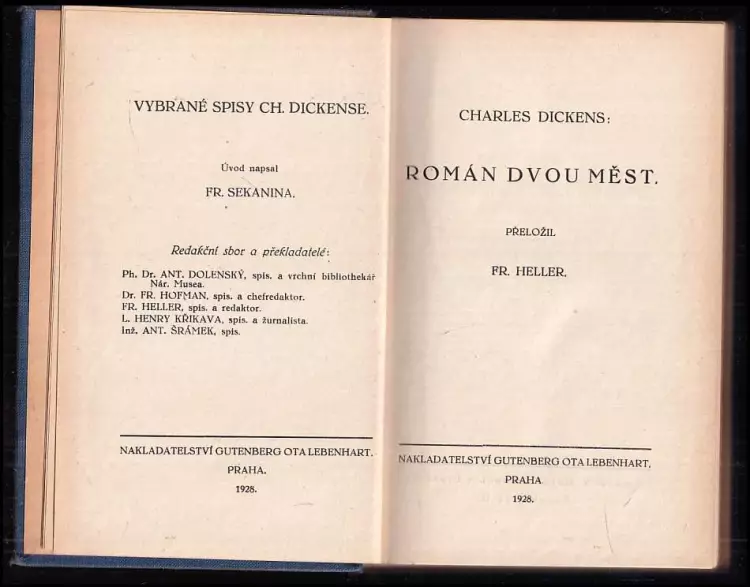 VYBRANÉ SPISY CH. DICKENSE.
Úvod napsal
FR. SEKANINA.
Redakční sbor a překladatelé:
Ph. Dr. ANT. DOLENSKÝ, spis. a vrchní bibliothekář
Nár. Musea.
Dr. FR. HOFMAN, spis. a chefredaktor.
FR. HELLER, spis. a redaktor.
L. HENRY KŘIKAVA, spis. a žurnalista.
Inž. ANT. ŠRÁMEK, spis.
NAKLADATELSTVÍ GUTENBERG OTA LEBENHART,
PRAHA.
1928.
CHARLES DICKENS:
ROMÁN DVOU MĚST.
PŘELOŽIL
FR. HELLER.
NAKLADATELSTVÍ GUTENBERG OTA LEBENHART,
PRAHA
1928.